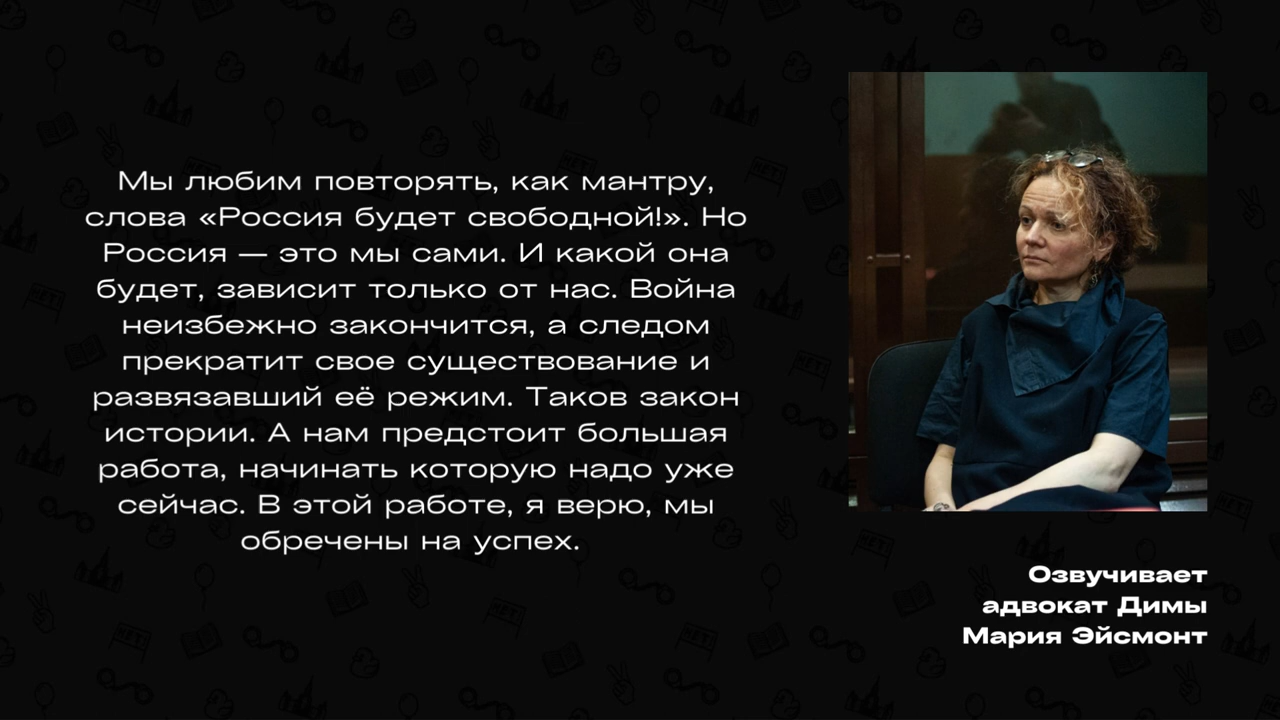 Мы любим повторять, как мантру,
слова «Россия будет свободной!». Но
Россия — это мы сами. И какой она
будет, зависит только от нас. Война
неизбежно закончится, а следом
прекратит свое существование и
развязавший её режим. Таков закон
истории. А нам предстоит большая
работа, начинать которую надо уже
сейчас. В этой работе, я верю, мы
обречены на успех.
Озвучивает
адвокат Димы
Мария Эйсмонт